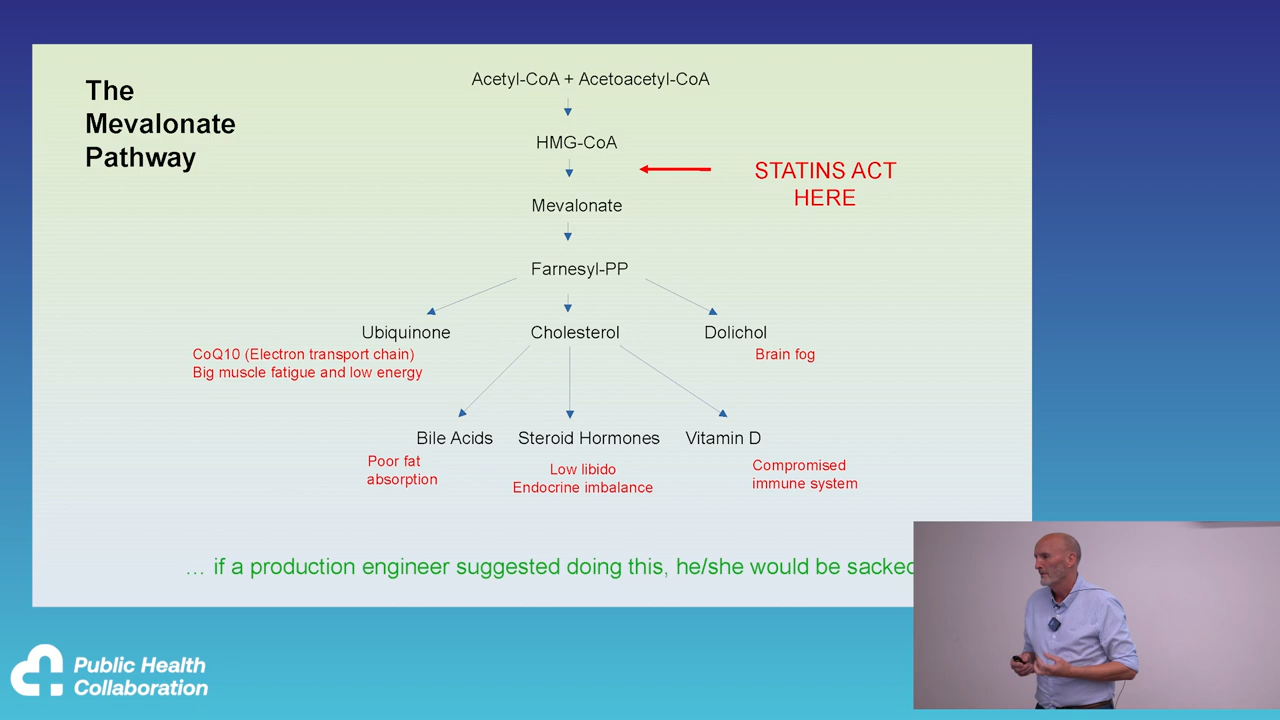 The
Mevalonate
Pathway
Acetyl-CoA + Acetoacetyl-CoA
HMG-CoA
STATINS ACT
HERE
Mevalonate
Farnesyl-PP
Ubiquinone
Cholesterol
Dolichol
CoQ10 (Electron transport chain)
Big muscle fatigue and low energy
Brain fog
Bile Acids
Steroid Hormones
Vitamin D
Poor fat
absorption
Low libido
Endocrine imbalance
Compromised
immune system
… if a production engineer suggested doing this, he/she would be sacked
Public Health
Collaboration